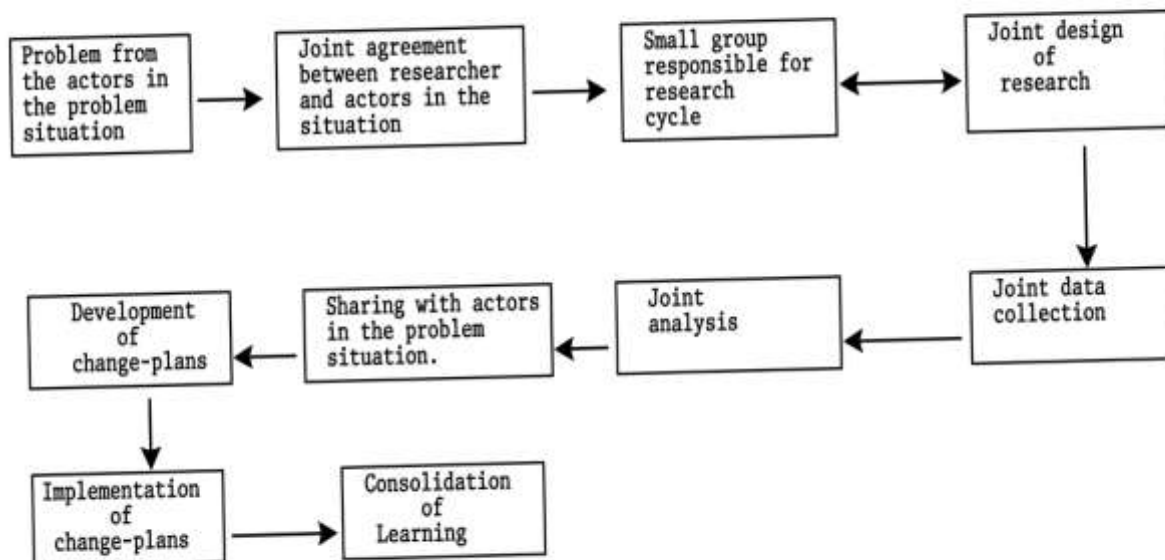 Problem from
the actors in
the problem
situation
Joint agreement
between researcher
and actors in the
situation
Small group
responsible for
research
cycle
Joint design
of
research
Joint data
collection
Joint
analysis
Sharing with actors
in the problem
situation.
Development
of
change-plans
Implementation
of
change-plans
Consolidation
of
Learning